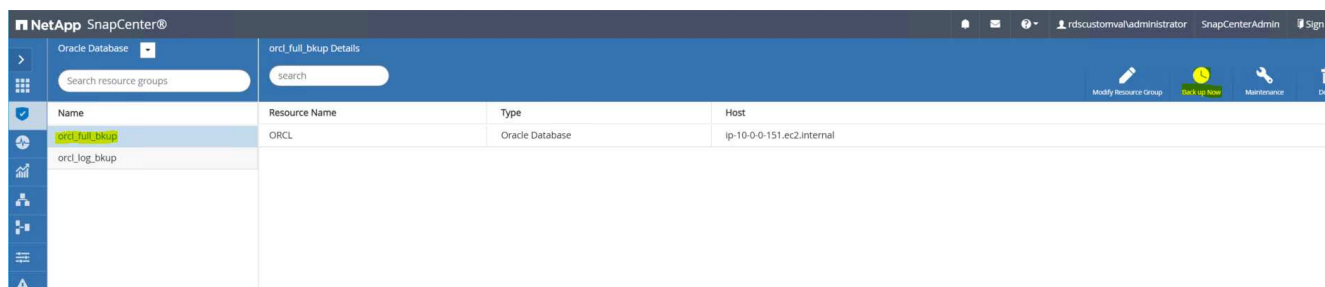 NetApp SnapCenter®
rdscustomval\administrator SnapCenterAdmin Sign
Oracle Database
orcl_full_bkup Details
Search resource groups
search
Modify Resource Group
Back up Now
Maintenance
Name
Resource Name Type Host
orcl_full_bkup
ORCL Oracle Database ip-10-0-0-151.ec2.internal
orcl_log_bkup